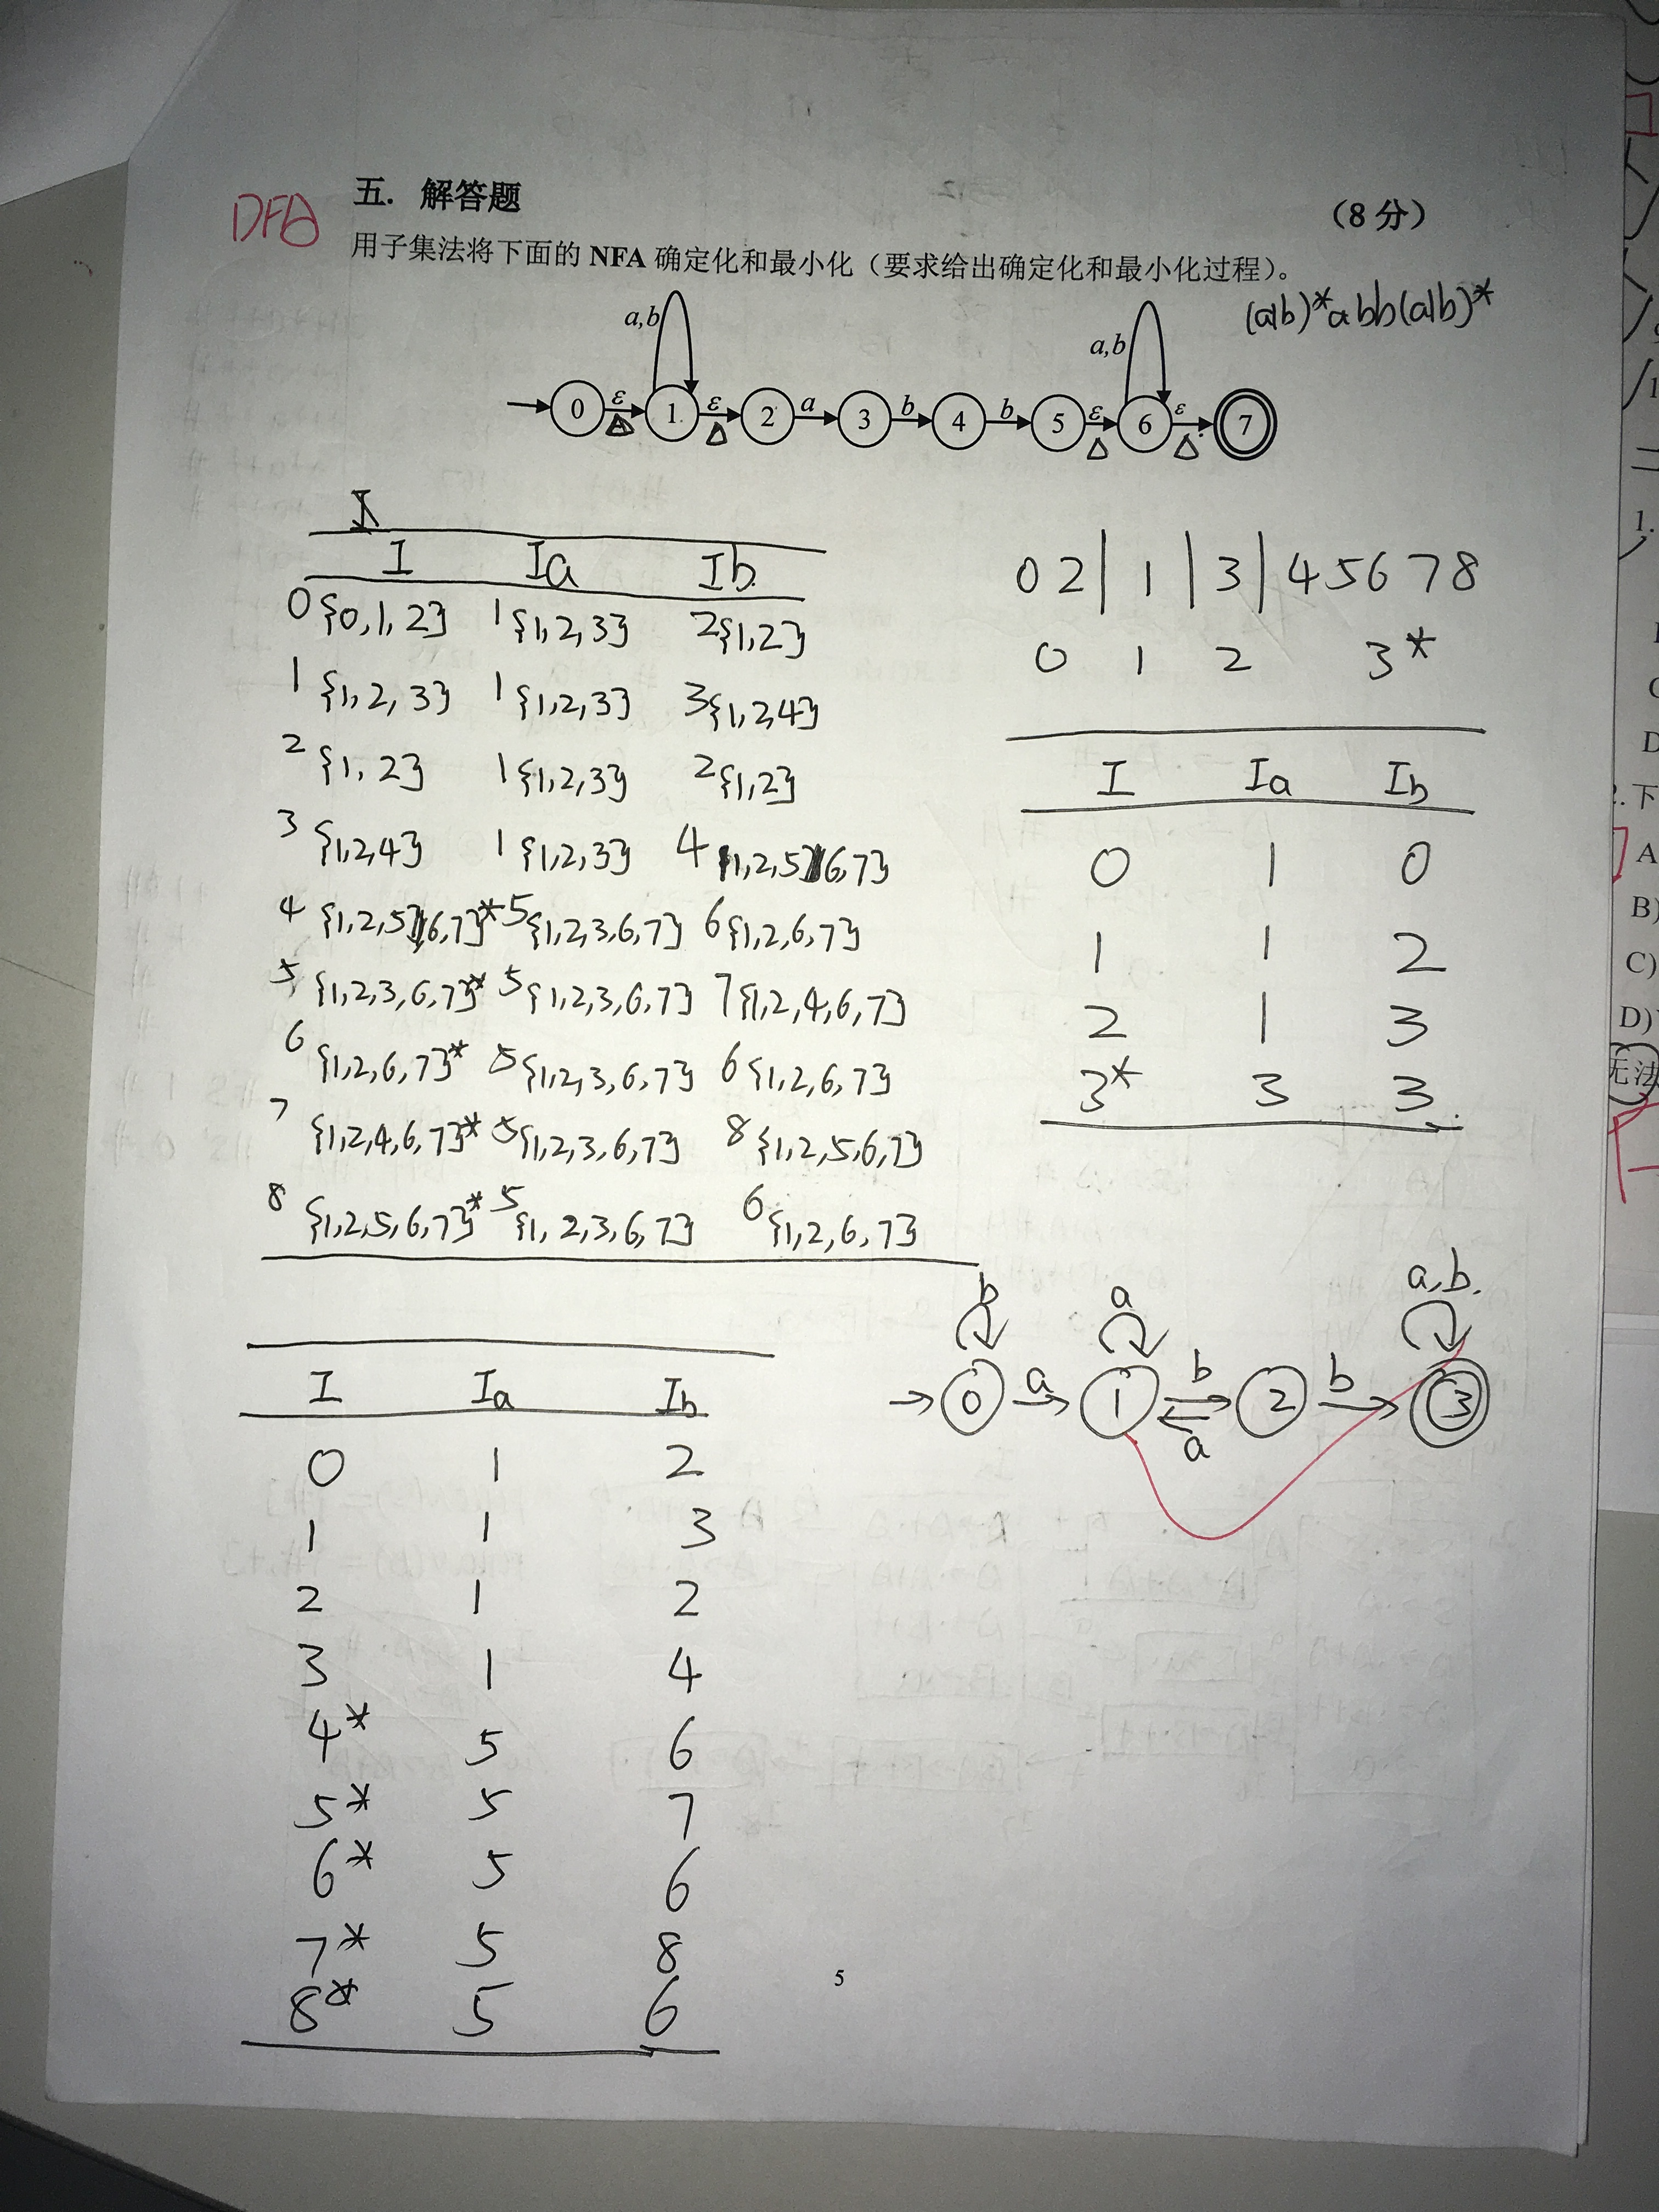 DFA
五. 解答题 （8 分）
用子集法将下面的 NFA 确定化和最小化（要求给出确定化和最小化过程）。
(a|b)*abb(a|b)*
a,b a,b
0 ε 1 ε 2 a 3 b 4 b 5 ε 6 ε 7
I Ia Ib
0 {0,1,2} 1 {1,2,3} 2 {1,2}
1 {1,2,3} 1 {1,2,3} 3 {1,2,4}
2 {1,2} 1 {1,2,3} 2 {1,2}
3 {1,2,4} 1 {1,2,3} 4 {1,2,5,6,7}
4 {1,2,5,6,7}* 5 {1,2,3,6,7} 6 {1,2,6,7}
5 {1,2,3,6,7}* 5 {1,2,3,6,7} 7 {1,2,4,6,7}
6 {1,2,6,7}* 5 {1,2,3,6,7} 6 {1,2,6,7}
7 {1,2,4,6,7}* 5 {1,2,3,6,7} 8 {1,2,5,6,7}
8 {1,2,5,6,7}* 5 {1,2,3,6,7} 6 {1,2,6,7}
0 2 | 1 | 3 | 4 5 6 7 8
0 1 2 3*
I Ia Ib
0 1 0
1 1 2
2 1 3
3* 3 3
b a a,b
0 a 1 b 2 b 3
a
I Ia Ib
0 1 2
1 1 3
2 1 2
3 1 4
4* 5 6
5* 5 7
6* 5 6
7* 5 8
8* 5 6
5
1.
D
2.下
A
B)
C)
D)
无法